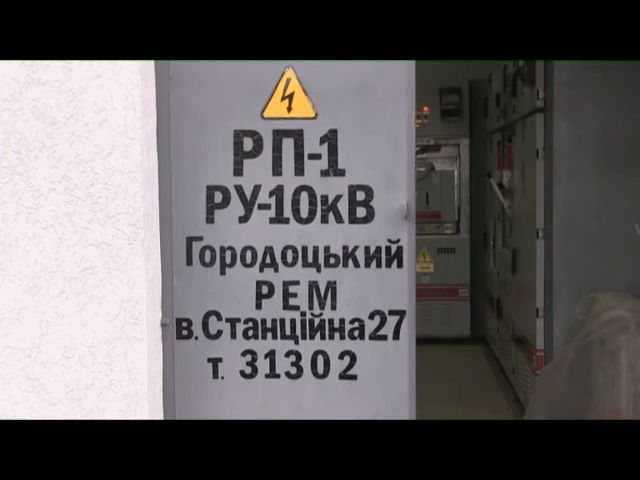 РП-1
РУ-10кВ
Городоцький
РЕМ
в.Станційна27
т. 31302